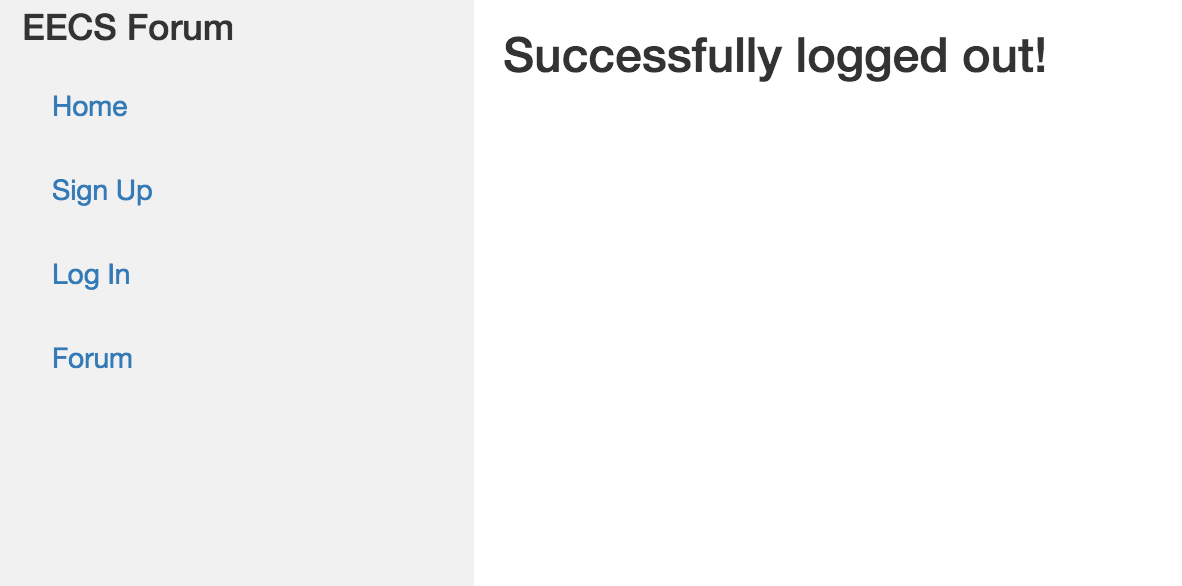 EECS Forum
Home
Sign Up
Log In
Forum
Successfully logged out!